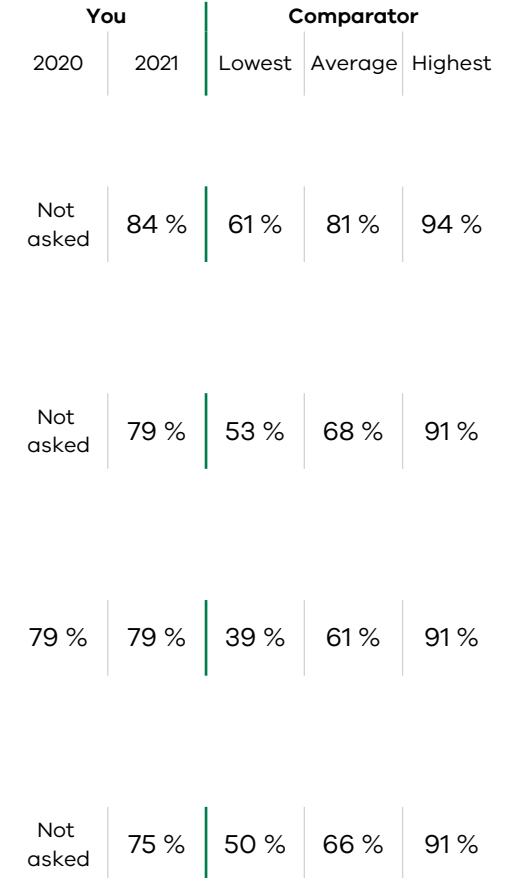 You Comparator
2020 2021 Lowest Average Highest
Not asked 84 % 61 % 81 % 94 %
Not asked 79 % 53 % 68 % 91 %
79 % 79 % 39 % 61 % 91 %
Not asked 75 % 50 % 66 % 91 %